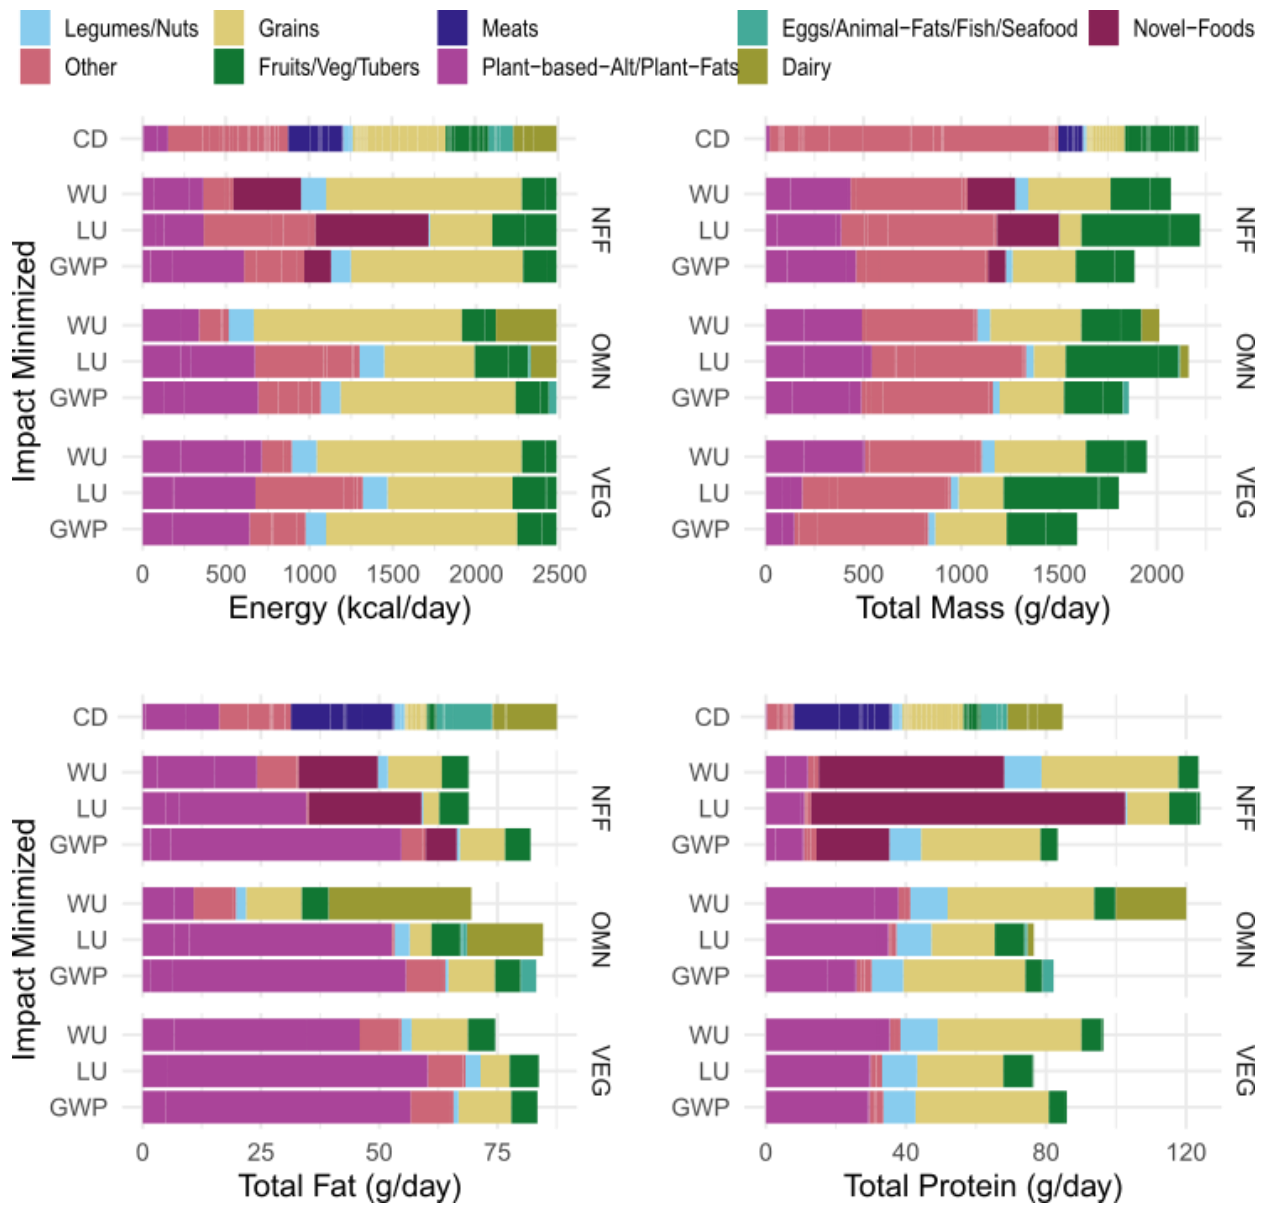 Legumes/Nuts Grains Meats Eggs/Animal−Fats/Fish/Seafood Novel−Foods
Other Fruits/Veg/Tubers Plant−based−Alt/Plant−Fats Dairy
CD
WU
LU
GWP
NFF
WU
LU
GWP
OMN
WU
LU
GWP
VEG
Impact Minimized
0 500 1000 1500 2000 2500
Energy (kcal/day)
CD
WU
LU
GWP
NFF
WU
LU
GWP
OMN
WU
LU
GWP
VEG
0 500 1000 1500 2000
Total Mass (g/day)
CD
WU
LU
GWP
NFF
WU
LU
GWP
OMN
WU
LU
GWP
VEG
Impact Minimized
0 25 50 75
Total Fat (g/day)
CD
WU
LU
GWP
NFF
WU
LU
GWP
OMN
WU
LU
GWP
VEG
0 40 80 120
Total Protein (g/day)